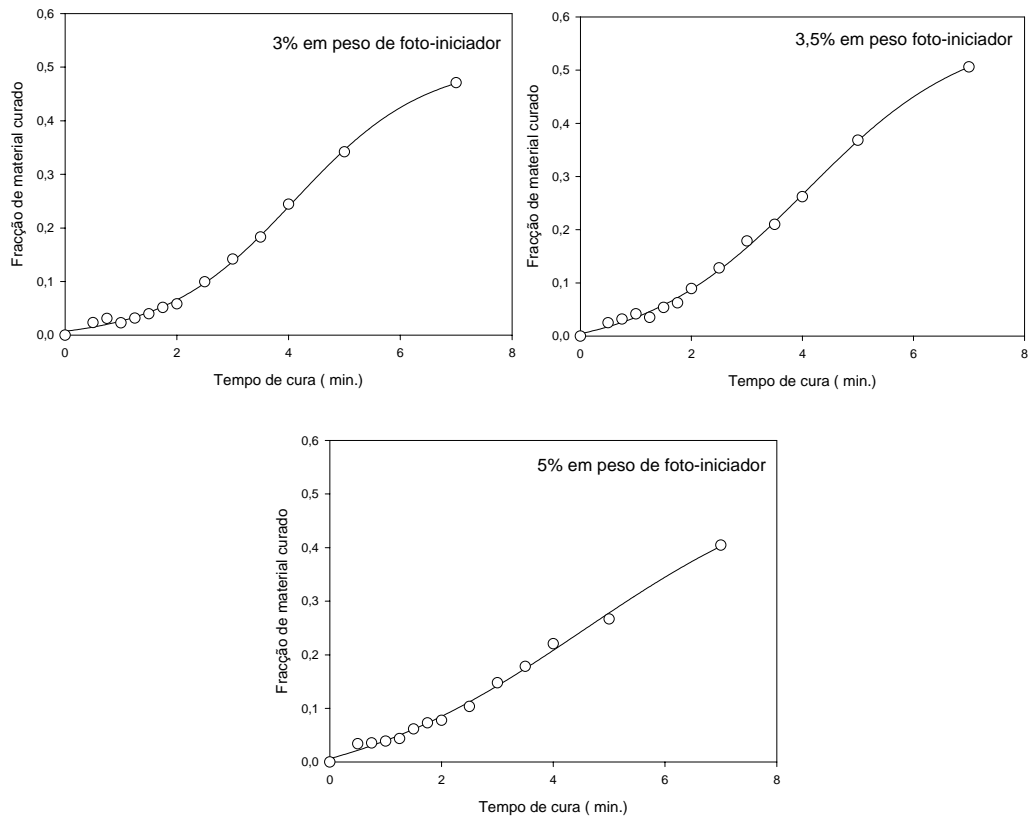 3% em peso de foto-iniciador
Fracção de material curado
0,6
0,5
0,4
0,3
0,2
0,1
0,0
0 2 4 6 8
Tempo de cura ( min.)
3,5% em peso foto-iniciador
Fracção de material curado
0,6
0,5
0,4
0,3
0,2
0,1
0,0
0 2 4 6 8
Tempo de cura ( min.)
5% em peso de foto-iniciador
Fracção de material curado
0,6
0,5
0,4
0,3
0,2
0,1
0,0
0 2 4 6 8
Tempo de cura ( min.)